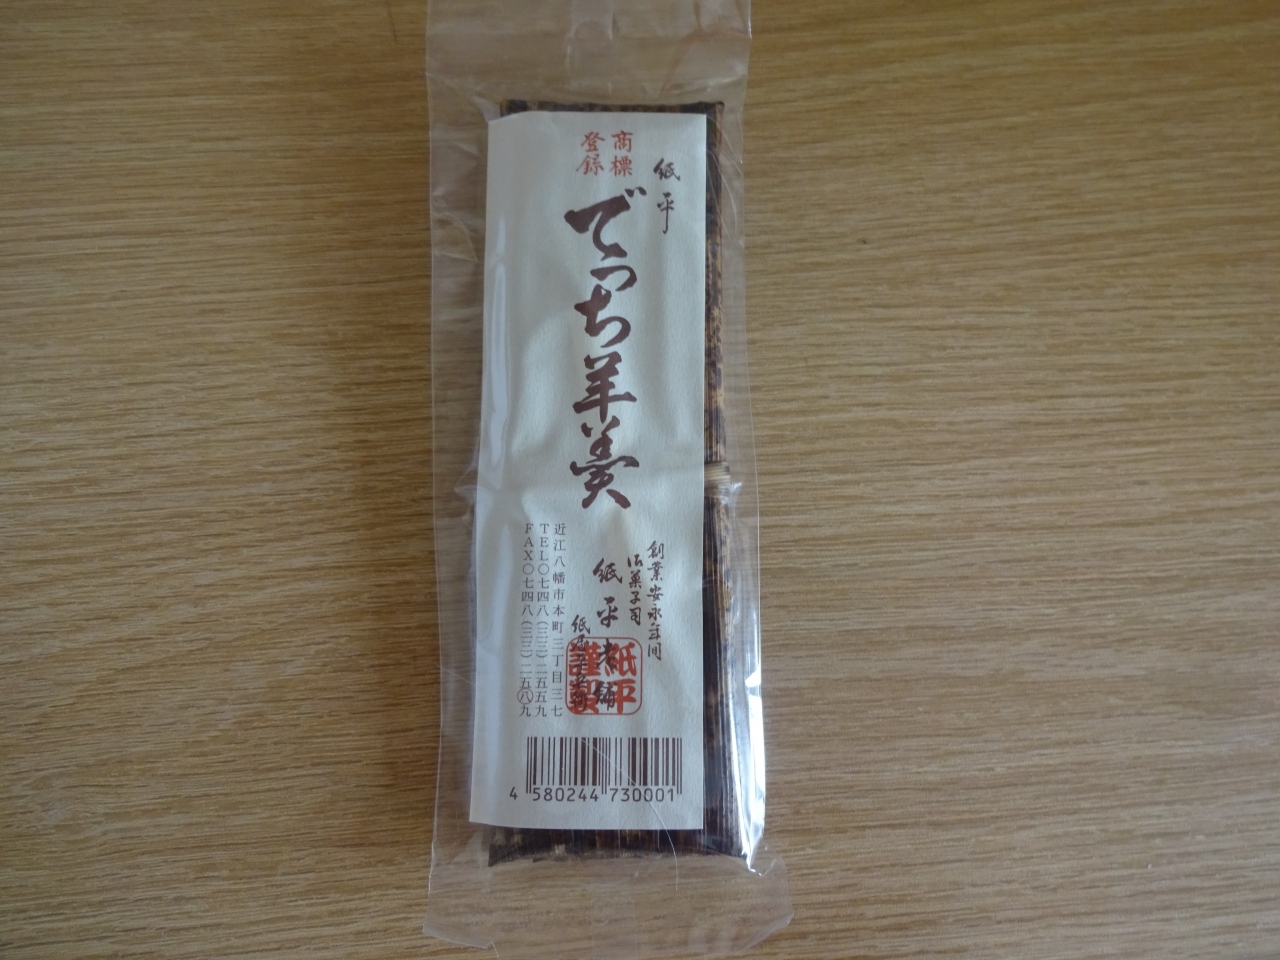 商標
登録
紙平
でっち羊羹
創業安永年間
御菓子司
紙平老舗
紙平
謹製
近江八幡市本町三丁目三七
TEL〇七四八(三三)二五五九
FAX〇七四八(三三)二五八九
4 580244 730001